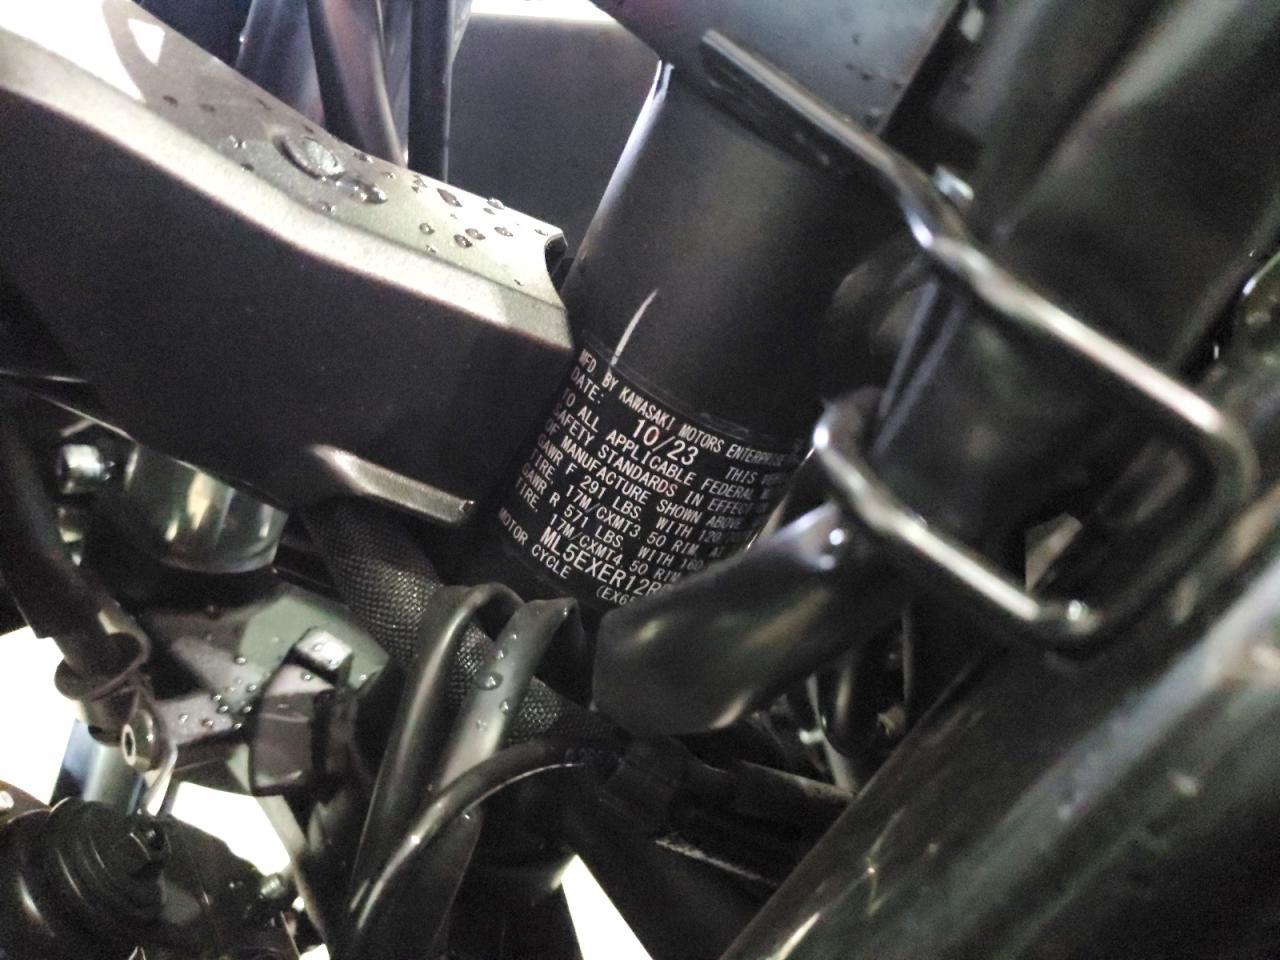 MFD BY KAWASAKI MOTORS ENTERPRISE
DATE: 10/23 THIS
TO ALL APPLICABLE FEDERAL
SAFETY STANDARDS IN EFFECT
OF MANUFACTURE SHOWN ABOVE.
GAWR F 291 LBS. WITH
TIRE. 17M/CXMT3.50 RIM. AT
GAWR R 571 LBS. WITH
TIRE. 17M/CXMT4.50 RIM
ML5EXER12R
MOTOR CYCLE